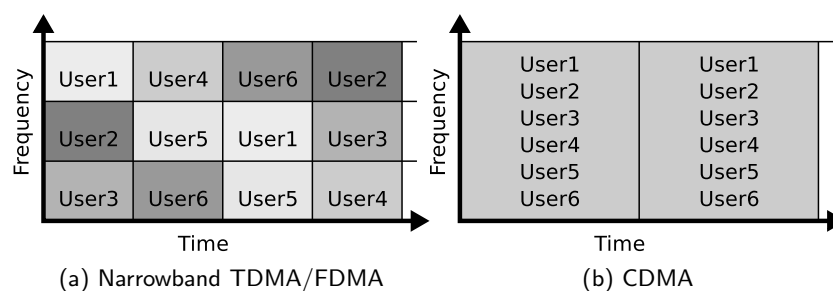 Frequency
User1 User4 User6 User2
User2 User5 User1 User3
User3 User6 User5 User4
Time
(a) Narrowband TDMA/FDMA
Frequency
User1 User1
User2 User2
User3 User3
User4 User4
User5 User5
User6 User6
Time
(b) CDMA